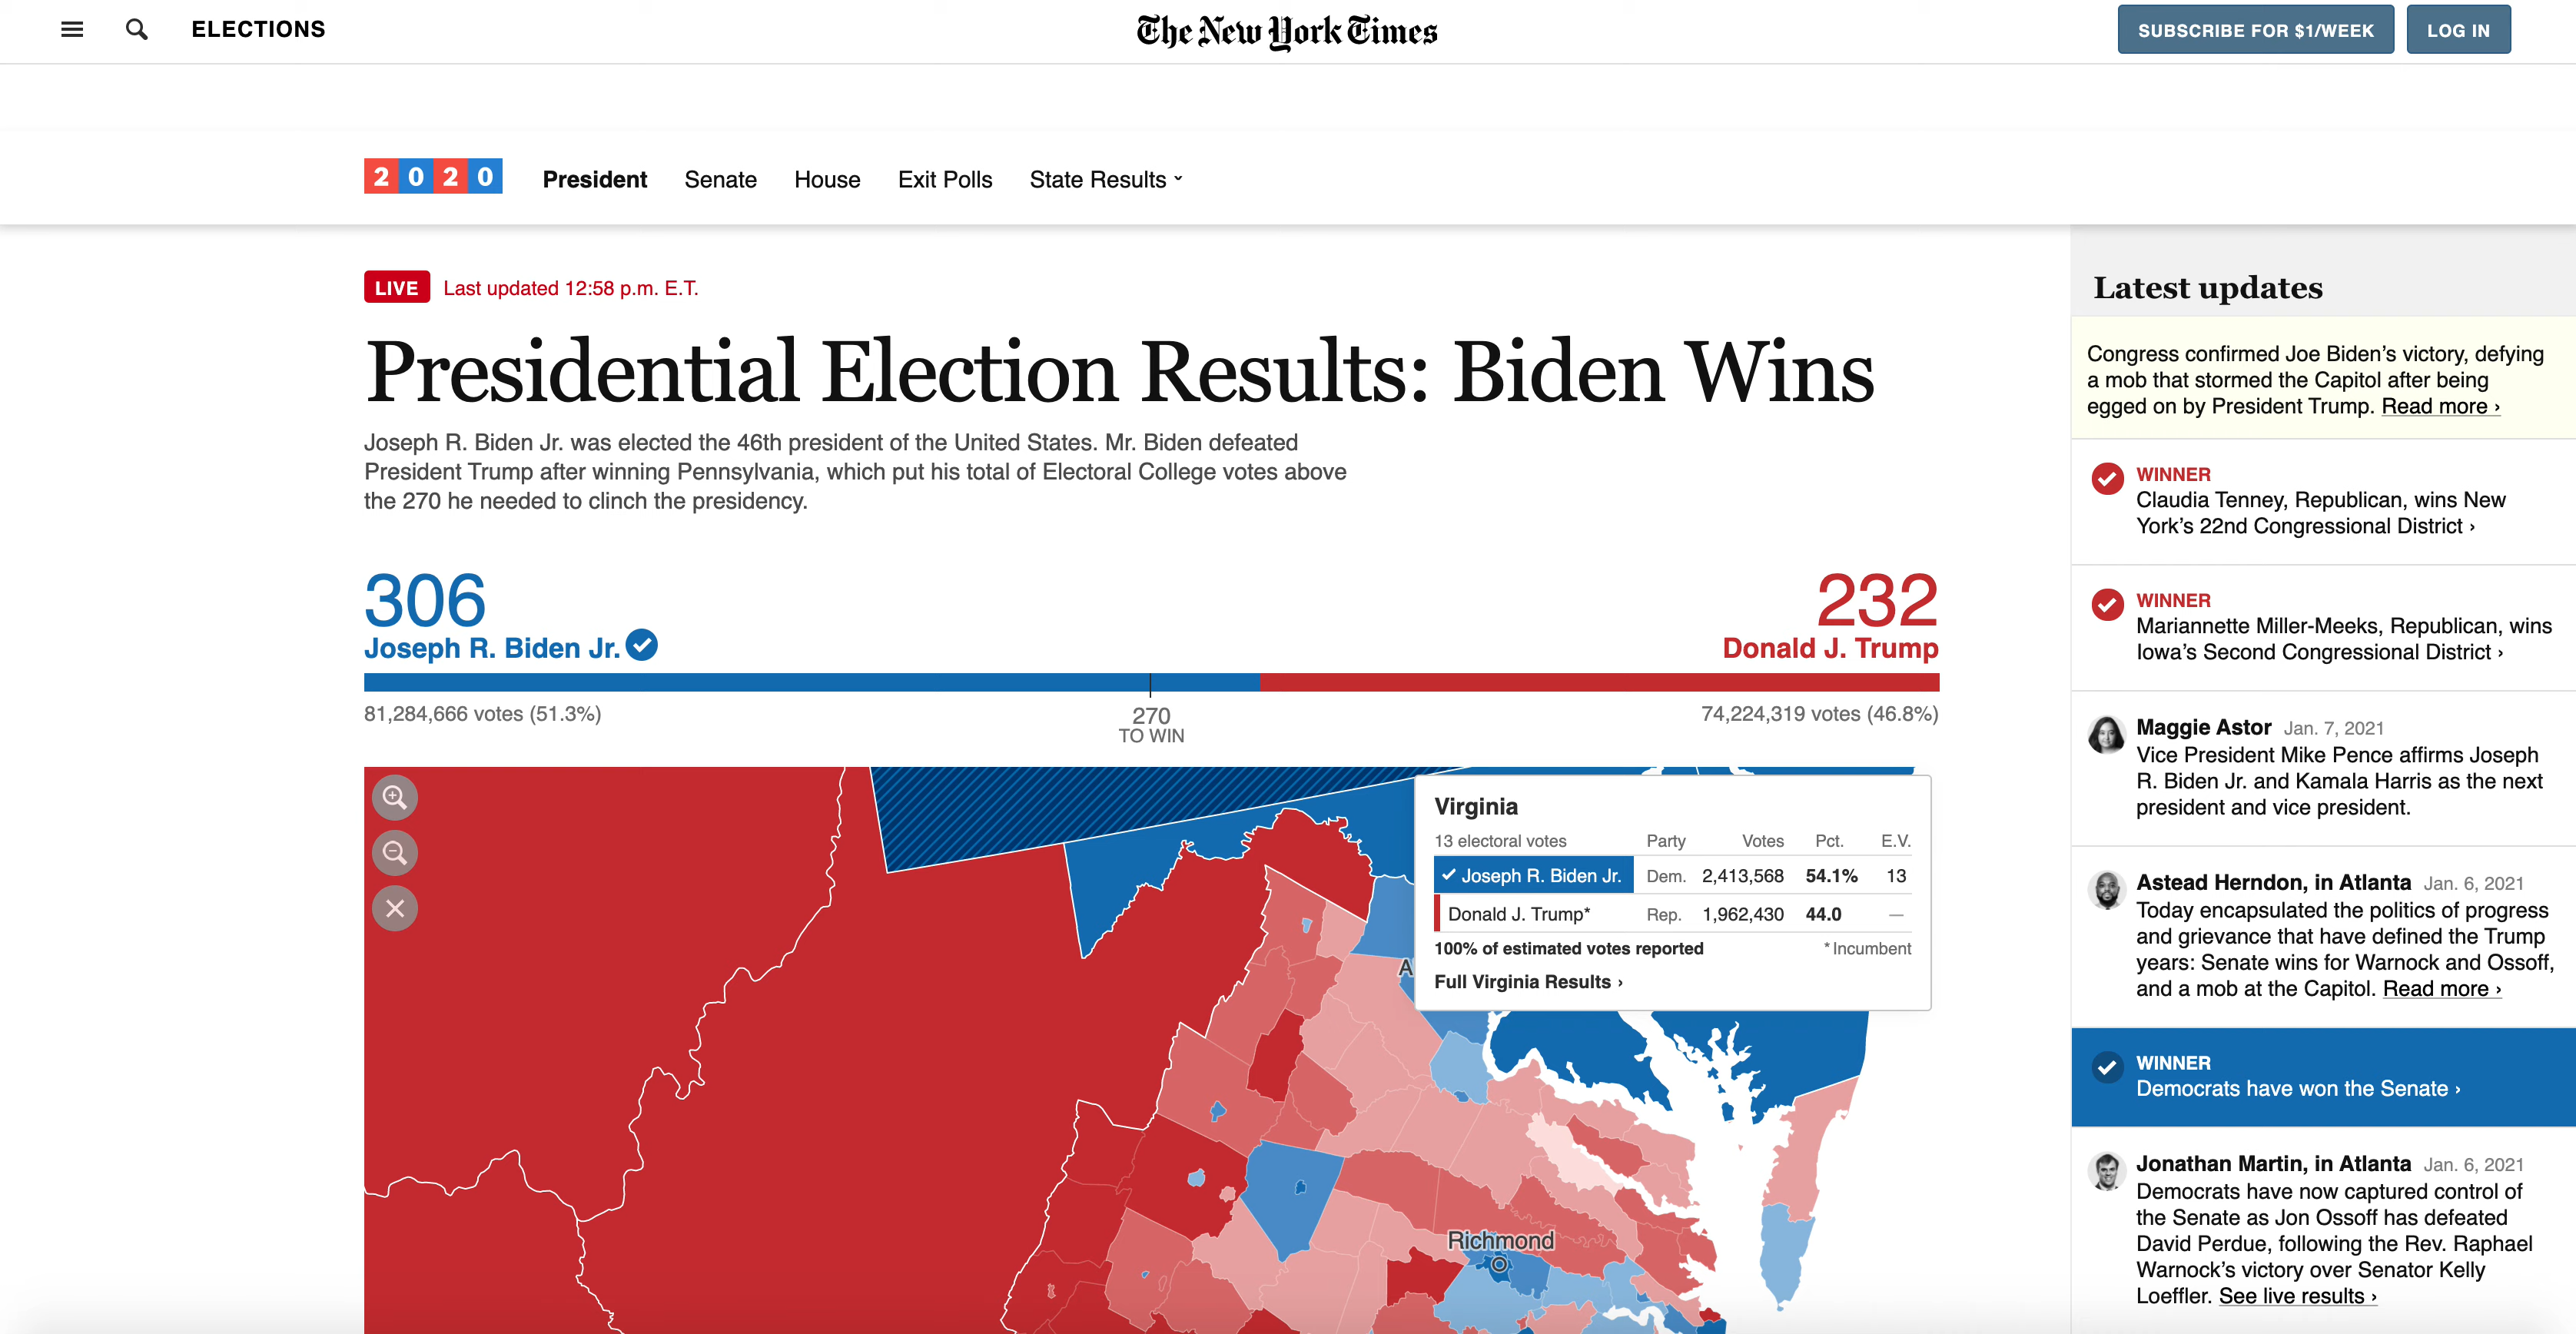 ELECTIONS
The New York Times
SUBSCRIBE FOR $1/WEEK
LOG IN
2020
President
Senate
House
Exit Polls
State Results
LIVE
Last updated 12:58 p.m. E.T.
Presidential Election Results: Biden Wins
Joseph R. Biden Jr. was elected the 46th president of the United States. Mr. Biden defeated
President Trump after winning Pennsylvania, which put his total of Electoral College votes above
the 270 he needed to clinch the presidency.
306
Joseph R. Biden Jr.
232
Donald J. Trump
81,284,666 votes (51.3%)
270
TO WIN
74,224,319 votes (46.8%)
Virginia
13 electoral votes Party Votes Pct. E.V.
Joseph R. Biden Jr. Dem. 2,413,568 54.1% 13
Donald J. Trump* Rep. 1,962,430 44.0 —
100% of estimated votes reported *Incumbent
Full Virginia Results ›
A
Richmond
Latest updates
Congress confirmed Joe Biden’s victory, defying
a mob that stormed the Capitol after being
egged on by President Trump. Read more ›
WINNER
Claudia Tenney, Republican, wins New
York’s 22nd Congressional District ›
WINNER
Mariannette Miller-Meeks, Republican, wins
Iowa’s Second Congressional District ›
Maggie Astor Jan. 7, 2021
Vice President Mike Pence affirms Joseph
R. Biden Jr. and Kamala Harris as the next
president and vice president.
Astead Herndon, in Atlanta Jan. 6, 2021
Today encapsulated the politics of progress
and grievance that have defined the Trump
years: Senate wins for Warnock and Ossoff,
and a mob at the Capitol. Read more ›
WINNER
Democrats have won the Senate ›
Jonathan Martin, in Atlanta Jan. 6, 2021
Democrats have now captured control of
the Senate as Jon Ossoff has defeated
David Perdue, following the Rev. Raphael
Warnock’s victory over Senator Kelly
Loeffler. See live results ›